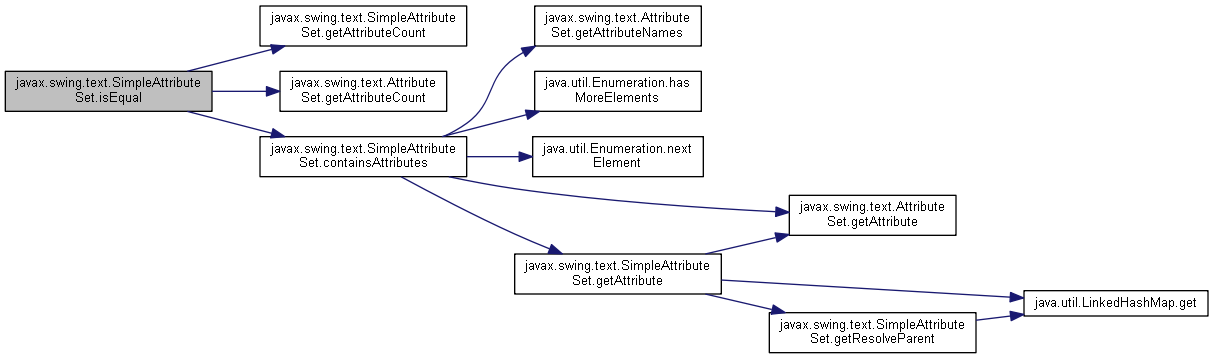 javax.swing.text.SimpleAttribute
Set.getAttributeCount
javax.swing.text.Attribute
Set.getAttributeNames
javax.swing.text.SimpleAttribute
Set.isEqual
javax.swing.text.Attribute
Set.getAttributeCount
java.util.Enumeration.has
MoreElements
javax.swing.text.SimpleAttribute
Set.containsAttributes
java.util.Enumeration.next
Element
javax.swing.text.Attribute
Set.getAttribute
javax.swing.text.SimpleAttribute
Set.getAttribute
java.util.LinkedHashMap.get
javax.swing.text.SimpleAttribute
Set.getResolveParent